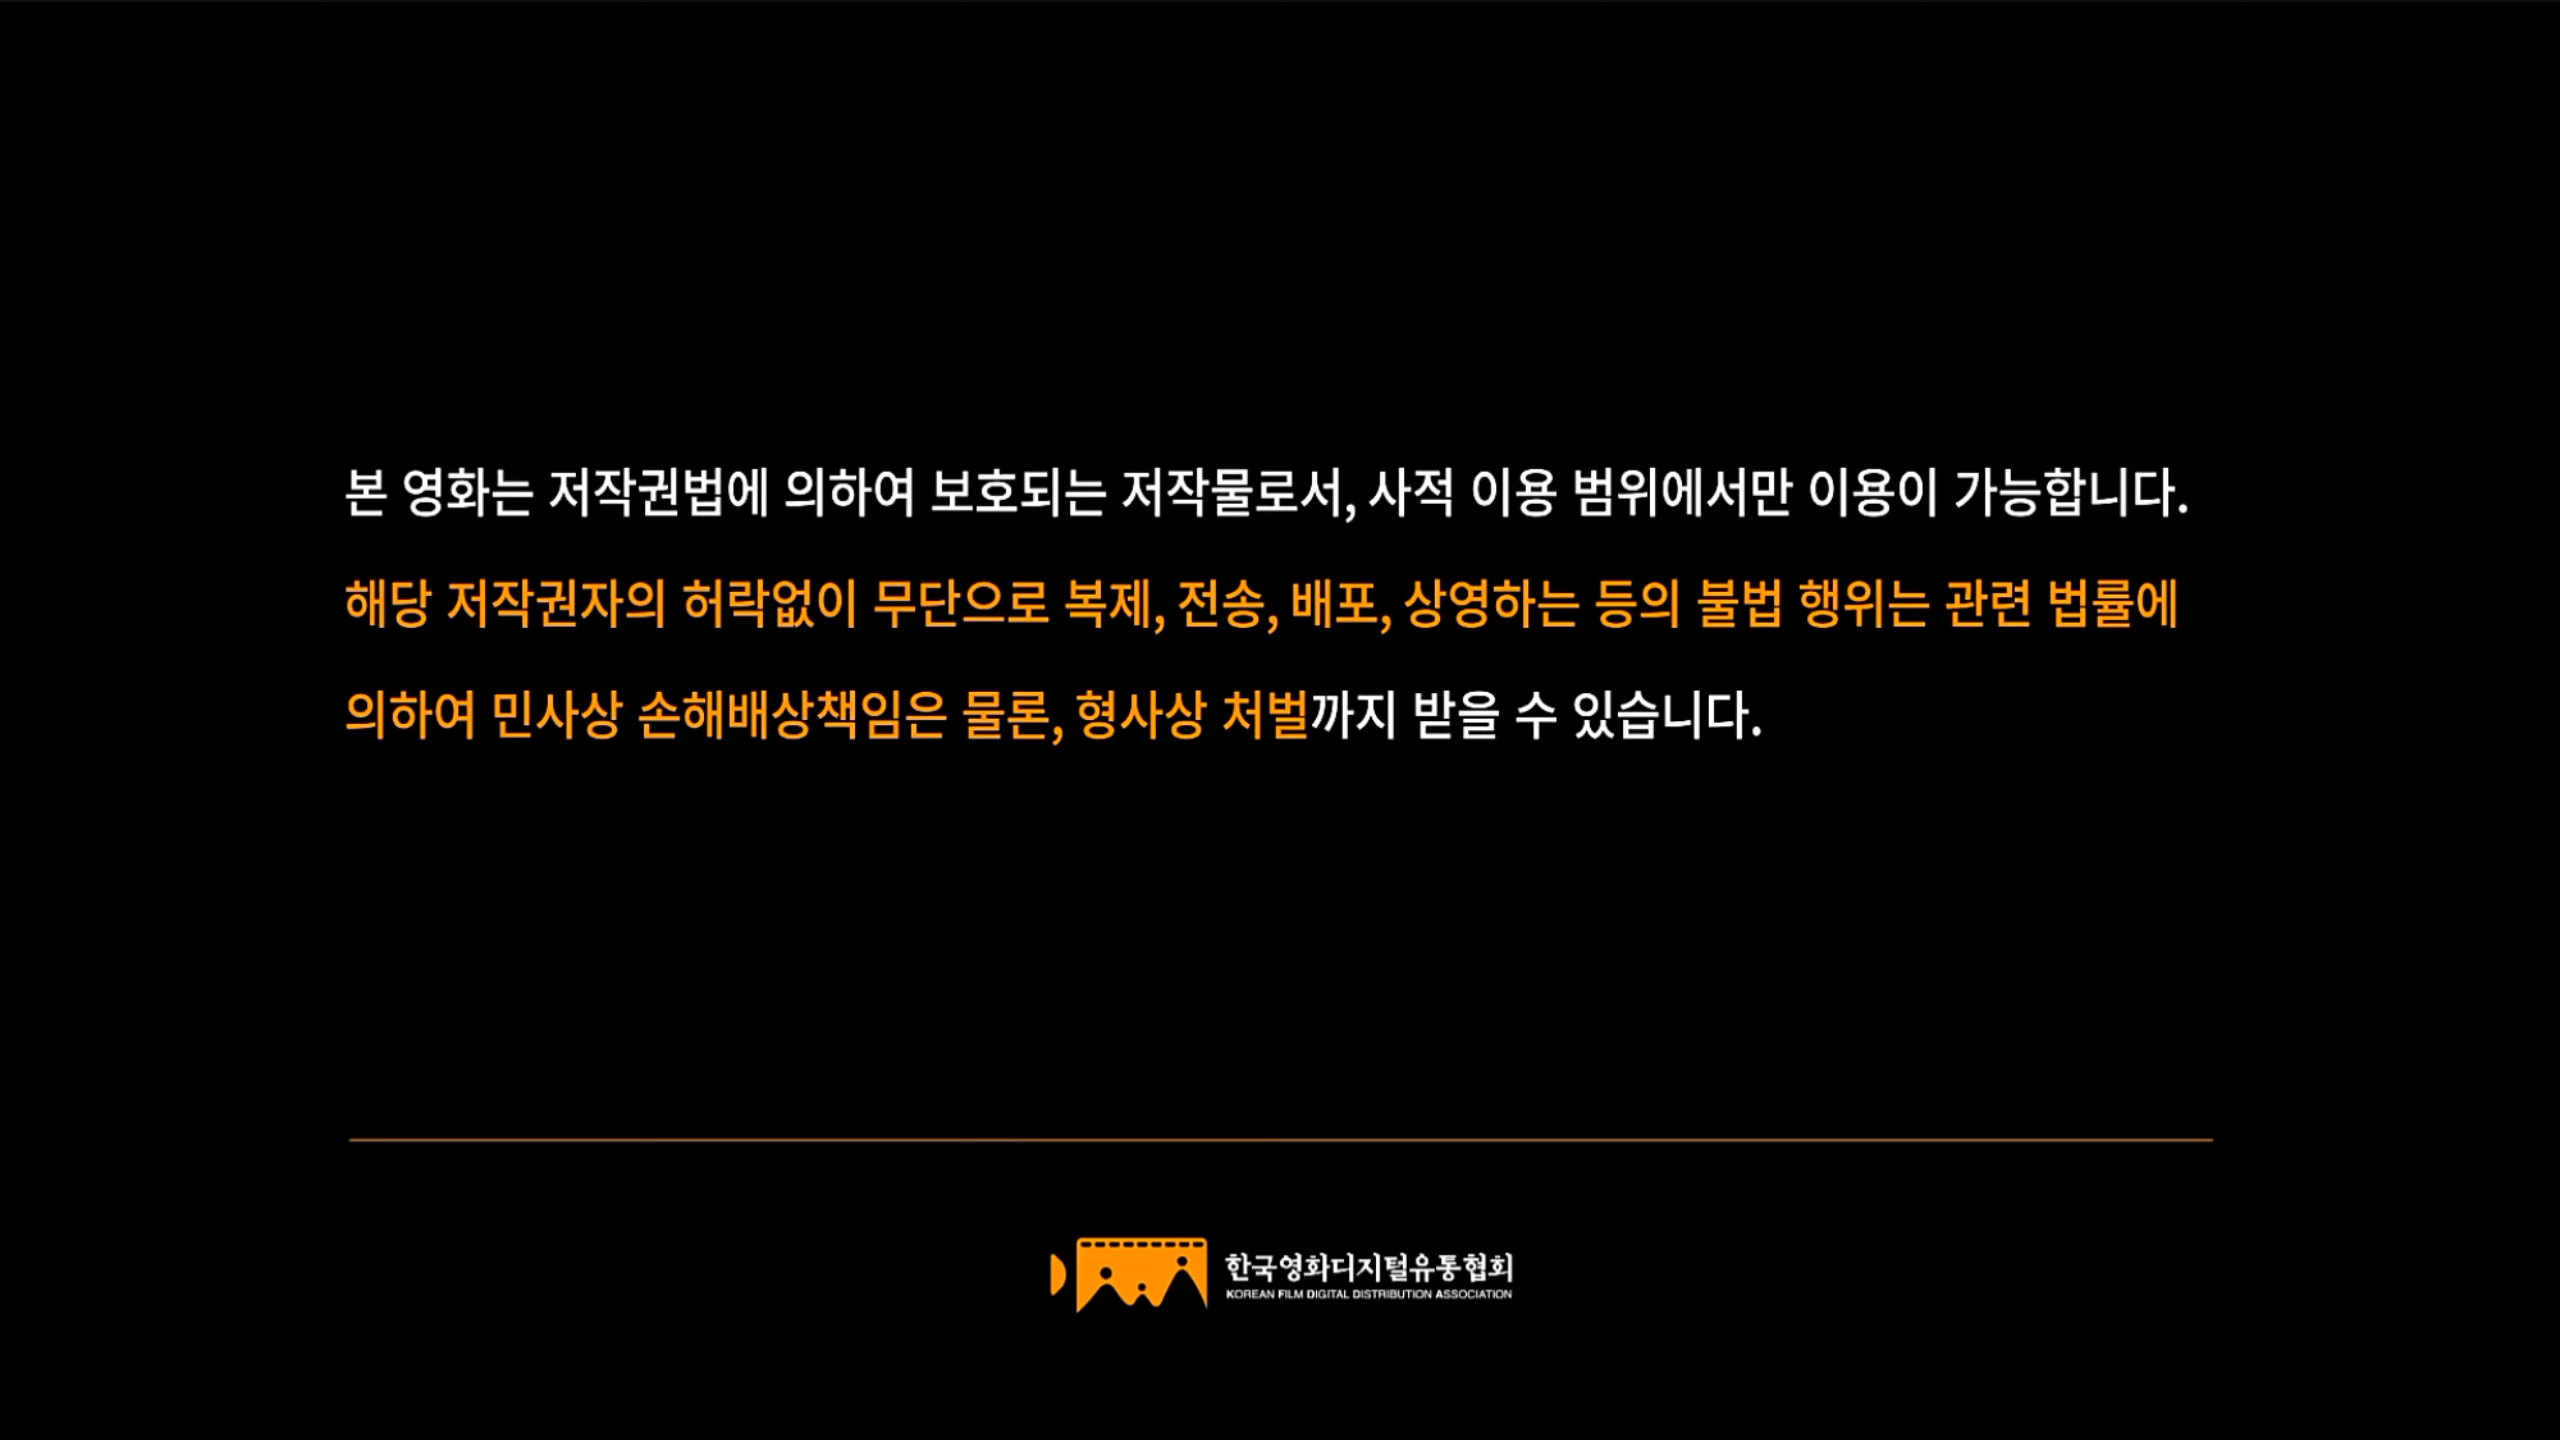 본 영화는 저작권법에 의하여 보호되는 저작물로서, 사적 이용 범위에서만 이용이 가능합니다.
해당 저작권자의 허락없이 무단으로 복제, 전송, 배포, 상영하는 등의 불법 행위는 관련 법률에
의하여 민사상 손해배상책임은 물론, 형사상 처벌까지 받을 수 있습니다.
한국영화디지털유통협회
KOREAN FILM DIGITAL DISTRIBUTION ASSOCIATION